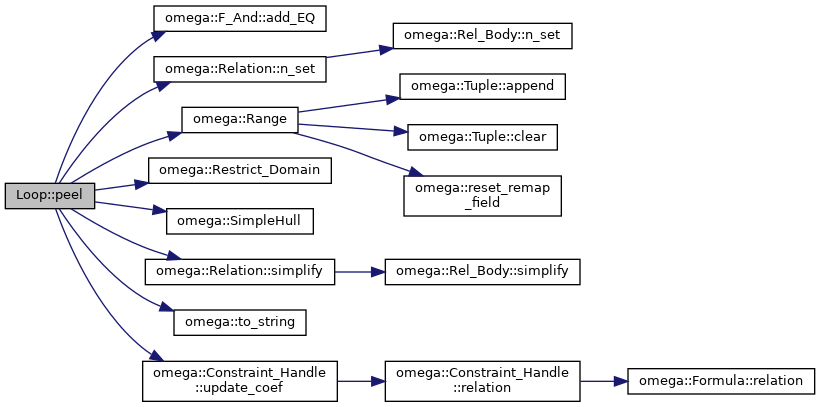 omega::F_And::add_EQ
omega::Rel_Body::n_set
omega::Relation::n_set
omega::Tuple::append
omega::Range
omega::Tuple::clear
omega::Restrict_Domain
Loop::peel
omega::reset_remap
_field
omega::SimpleHull
omega::Relation::simplify
omega::Rel_Body::simplify
omega::to_string
omega::Constraint_Handle
::update_coef
omega::Constraint_Handle
::relation
omega::Formula::relation